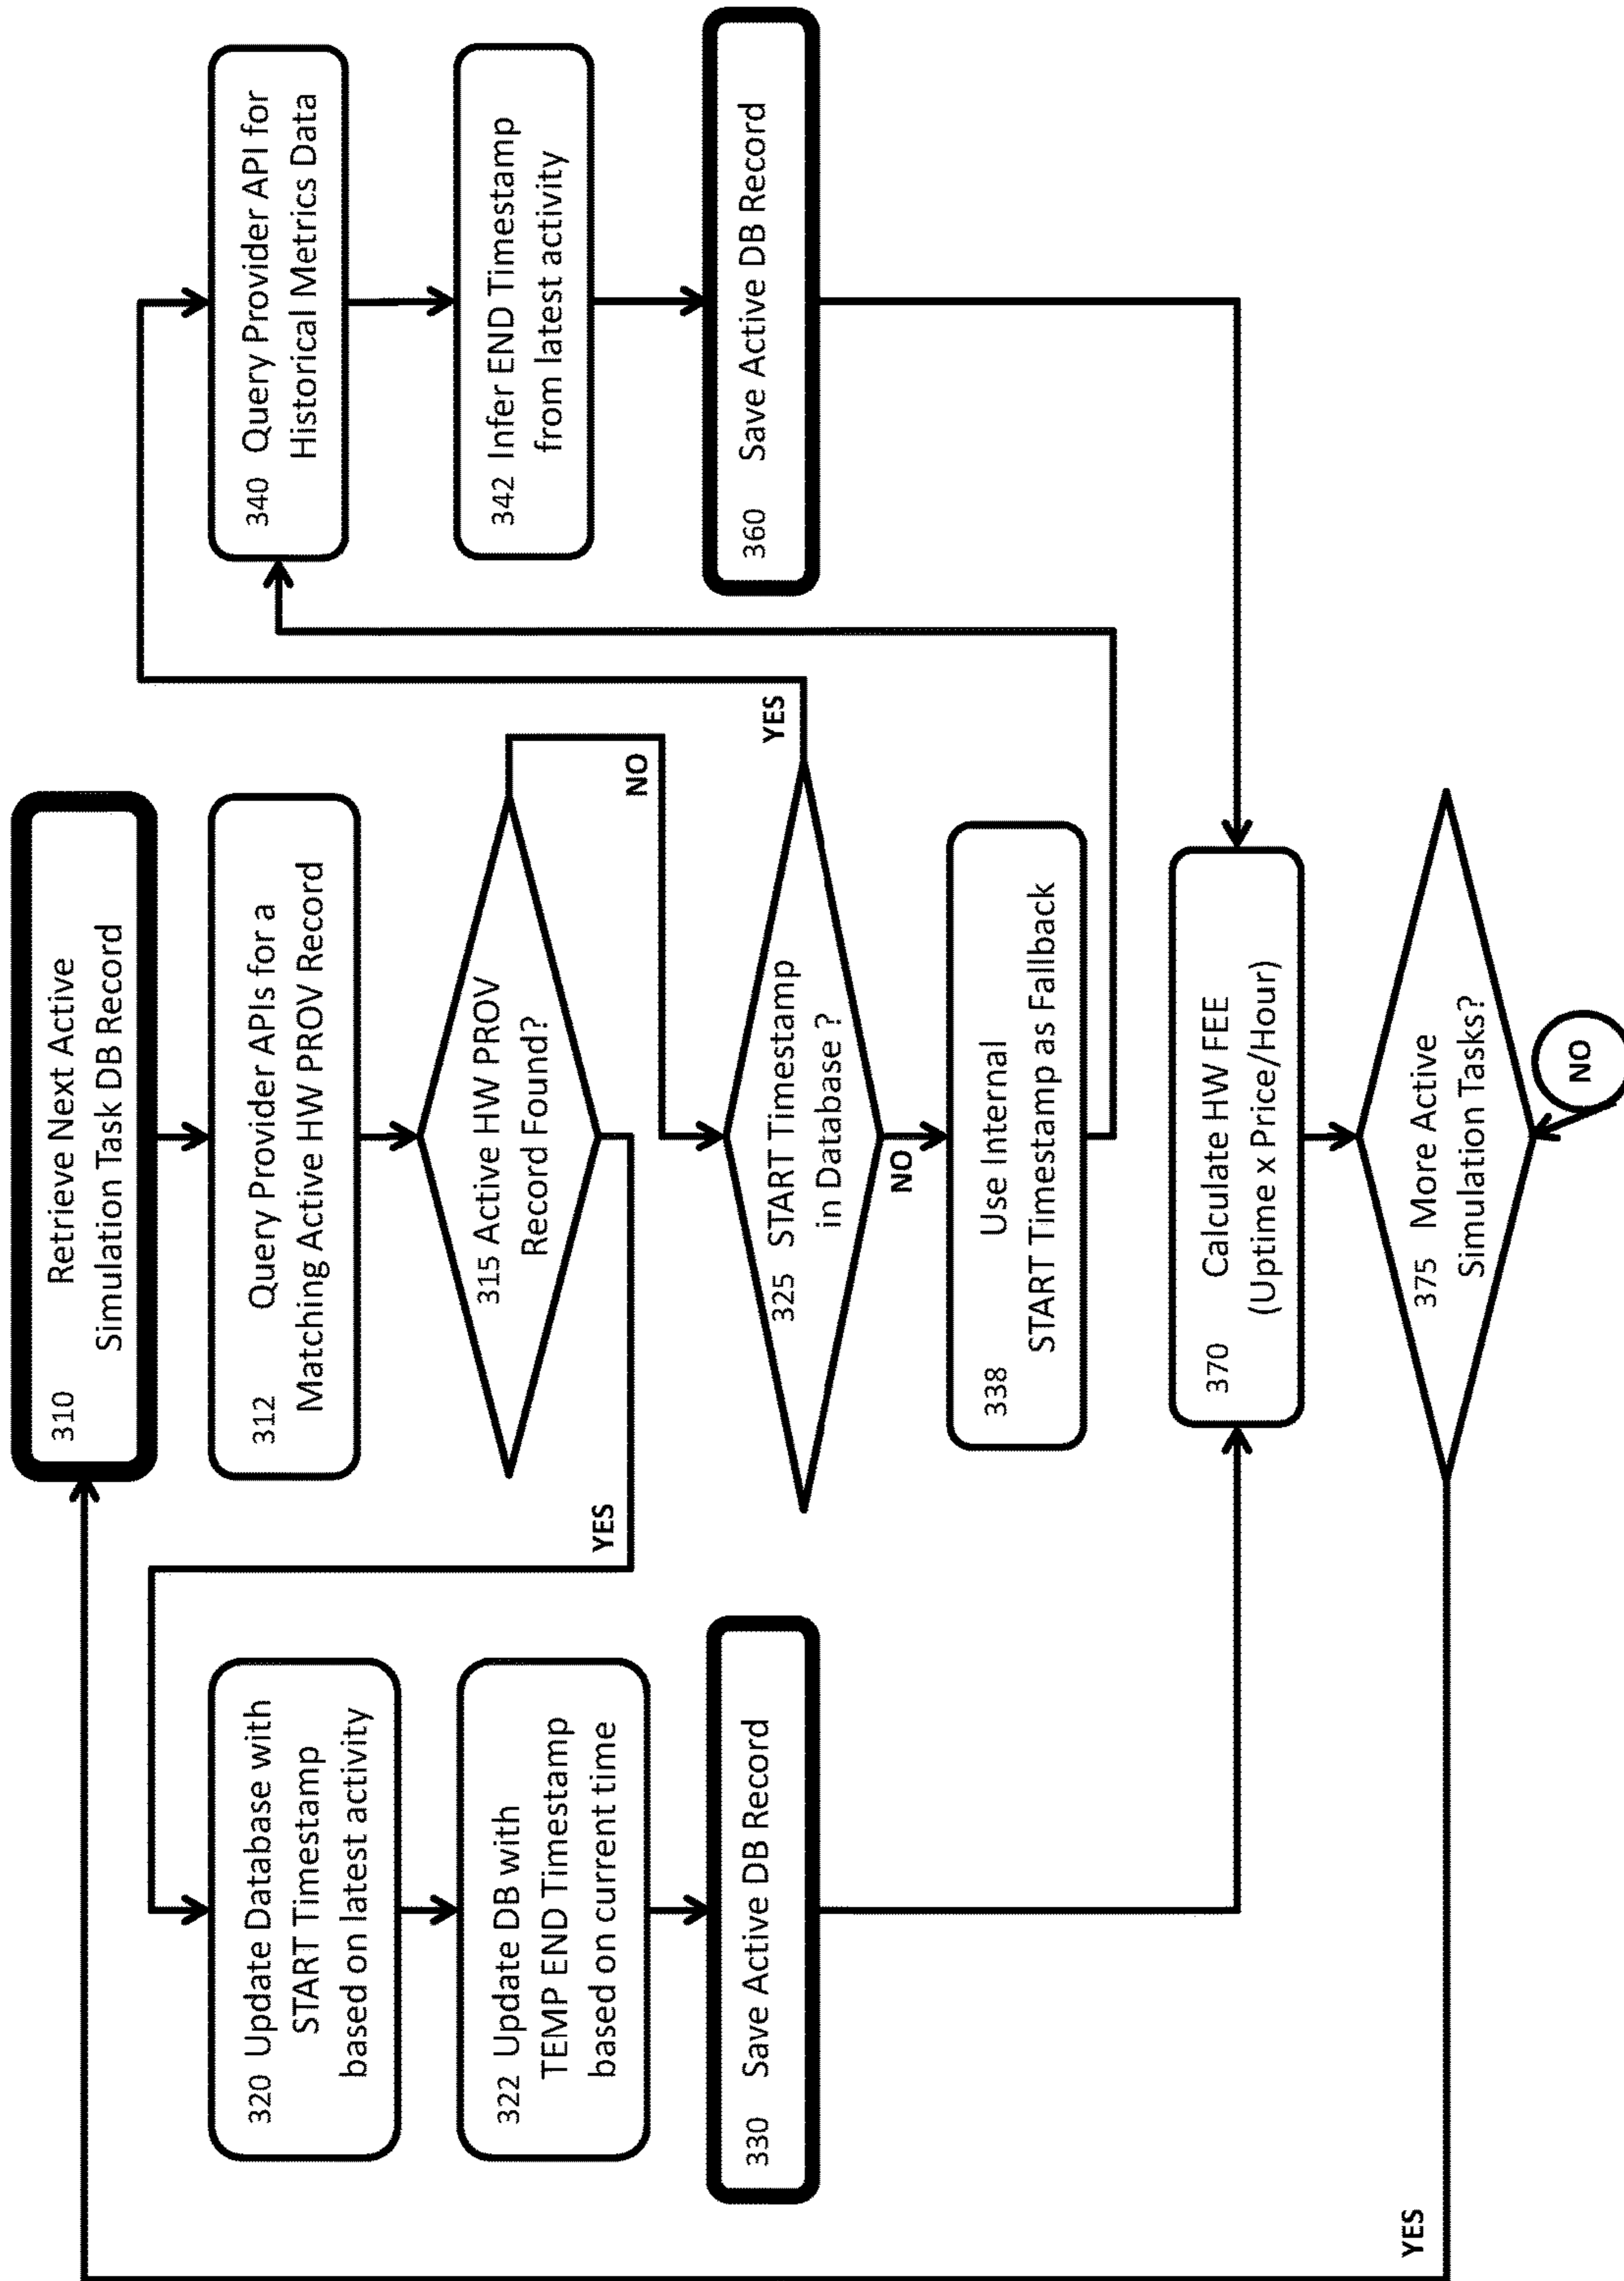 310 Retrieve Next Active
Simulation Task DB Record
312 Query Provider APIs for a
Matching Active HW PROV Record
315 Active HW PROV
Record Found?
YES
NO
320 Update Database with
START Timestamp
based on latest activity
322 Update DB with
TEMP END Timestamp
based on current time
330 Save Active DB Record
325 START Timestamp
in Database ?
YES
NO
338 Use Internal
START Timestamp as Fallback
340 Query Provider API for
Historical Metrics Data
342 Infer END Timestamp
from latest activity
360 Save Active DB Record
370 Calculate HW FEE
(Uptime x Price/Hour)
375 More Active
Simulation Tasks?
YES
NO